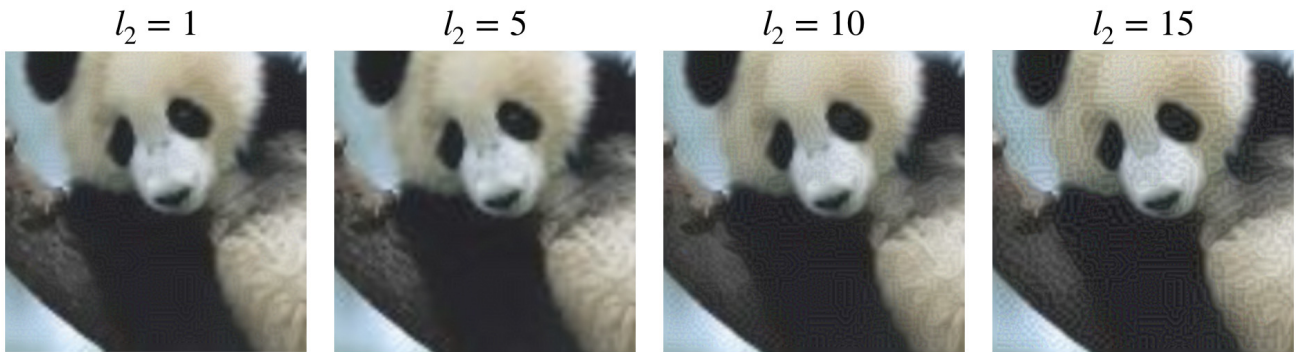 l₂ = 1
l₂ = 5
l₂ = 10
l₂ = 15